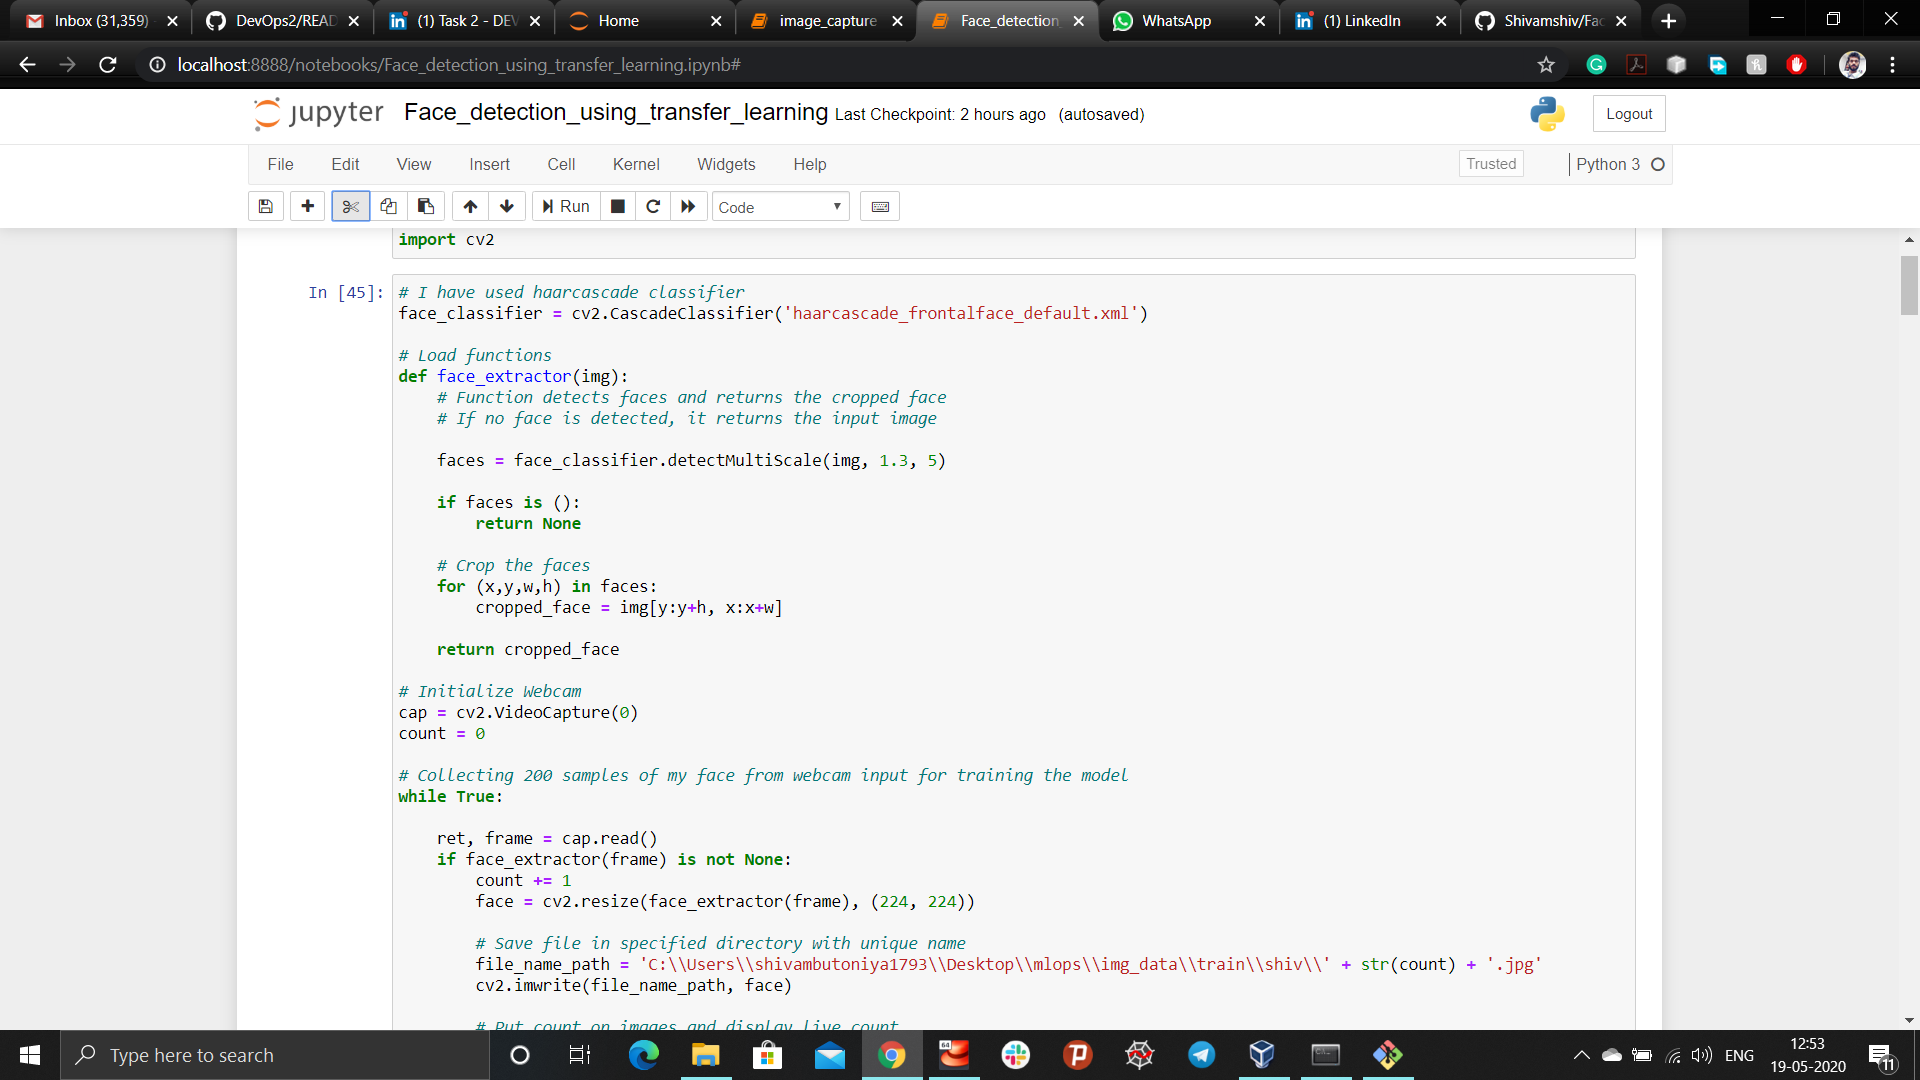 Inbox (31,359)
DevOps2/READ
(1) Task 2 - DEV
Home
image_capture
Face_detection
WhatsApp
(1) LinkedIn
Shivamshiv/Fac
localhost:8888/notebooks/Face_detection_using_transfer_learning.ipynb#
jupyter Face_detection_using_transfer_learning Last Checkpoint: 2 hours ago (autosaved)
Logout
File Edit View Insert Cell Kernel Widgets Help
Trusted
Python 3
Run
Code
import cv2
In [45]:
# I have used haarcascade classifier
face_classifier = cv2.CascadeClassifier('haarcascade_frontalface_default.xml')
# Load functions
def face_extractor(img):
    # Function detects faces and returns the cropped face
    # If no face is detected, it returns the input image
    faces = face_classifier.detectMultiScale(img, 1.3, 5)
    if faces is ():
        return None
    # Crop the faces
    for (x,y,w,h) in faces:
        cropped_face = img[y:y+h, x:x+w]
    return cropped_face
# Initialize Webcam
cap = cv2.VideoCapture(0)
count = 0
# Collecting 200 samples of my face from webcam input for training the model
while True:
    ret, frame = cap.read()
    if face_extractor(frame) is not None:
        count += 1
        face = cv2.resize(face_extractor(frame), (224, 224))
        # Save file in specified directory with unique name
        file_name_path = 'C:\\Users\\shivambutoniya1793\\Desktop\\mlops\\img_data\\train\\shiv\\' + str(count) + '.jpg'
        cv2.imwrite(file_name_path, face)
        # Put count on images and display live count
Type here to search
64
ENG
12:53
19-05-2020
11